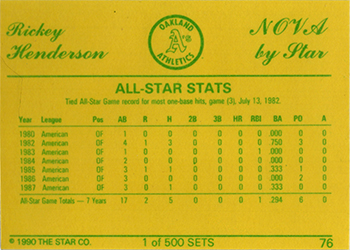 Rickey
Henderson
OAKLAND
A's
ATHLETICS
NOVA
by Star
ALL-STAR STATS
Tied All-Star Game record for most one-base hits, game (3), July 13, 1982.
Year League Pos AB R H 2B 3B HR RBI BA PO A
1980 American OF 1 0 0 0 0 0 0 .000 0 0
1982 American OF 4 1 3 0 0 0 0 .750 3 0
1983 American OF 1 0 0 0 0 0 1 .000 0 0
1984 American OF 2 0 0 0 0 0 0 .000 0 0
1985 American OF 3 1 1 0 0 0 0 .333 1 0
1986 American OF 3 0 0 0 0 0 0 .000 2 0
1987 American OF 3 0 1 0 0 0 0 .333 0 0
All-Star Game Totals — 7 Years 17 2 5 0 0 0 1 .294 6 0
© 1990 THE STAR CO. 1 of 500 SETS 76